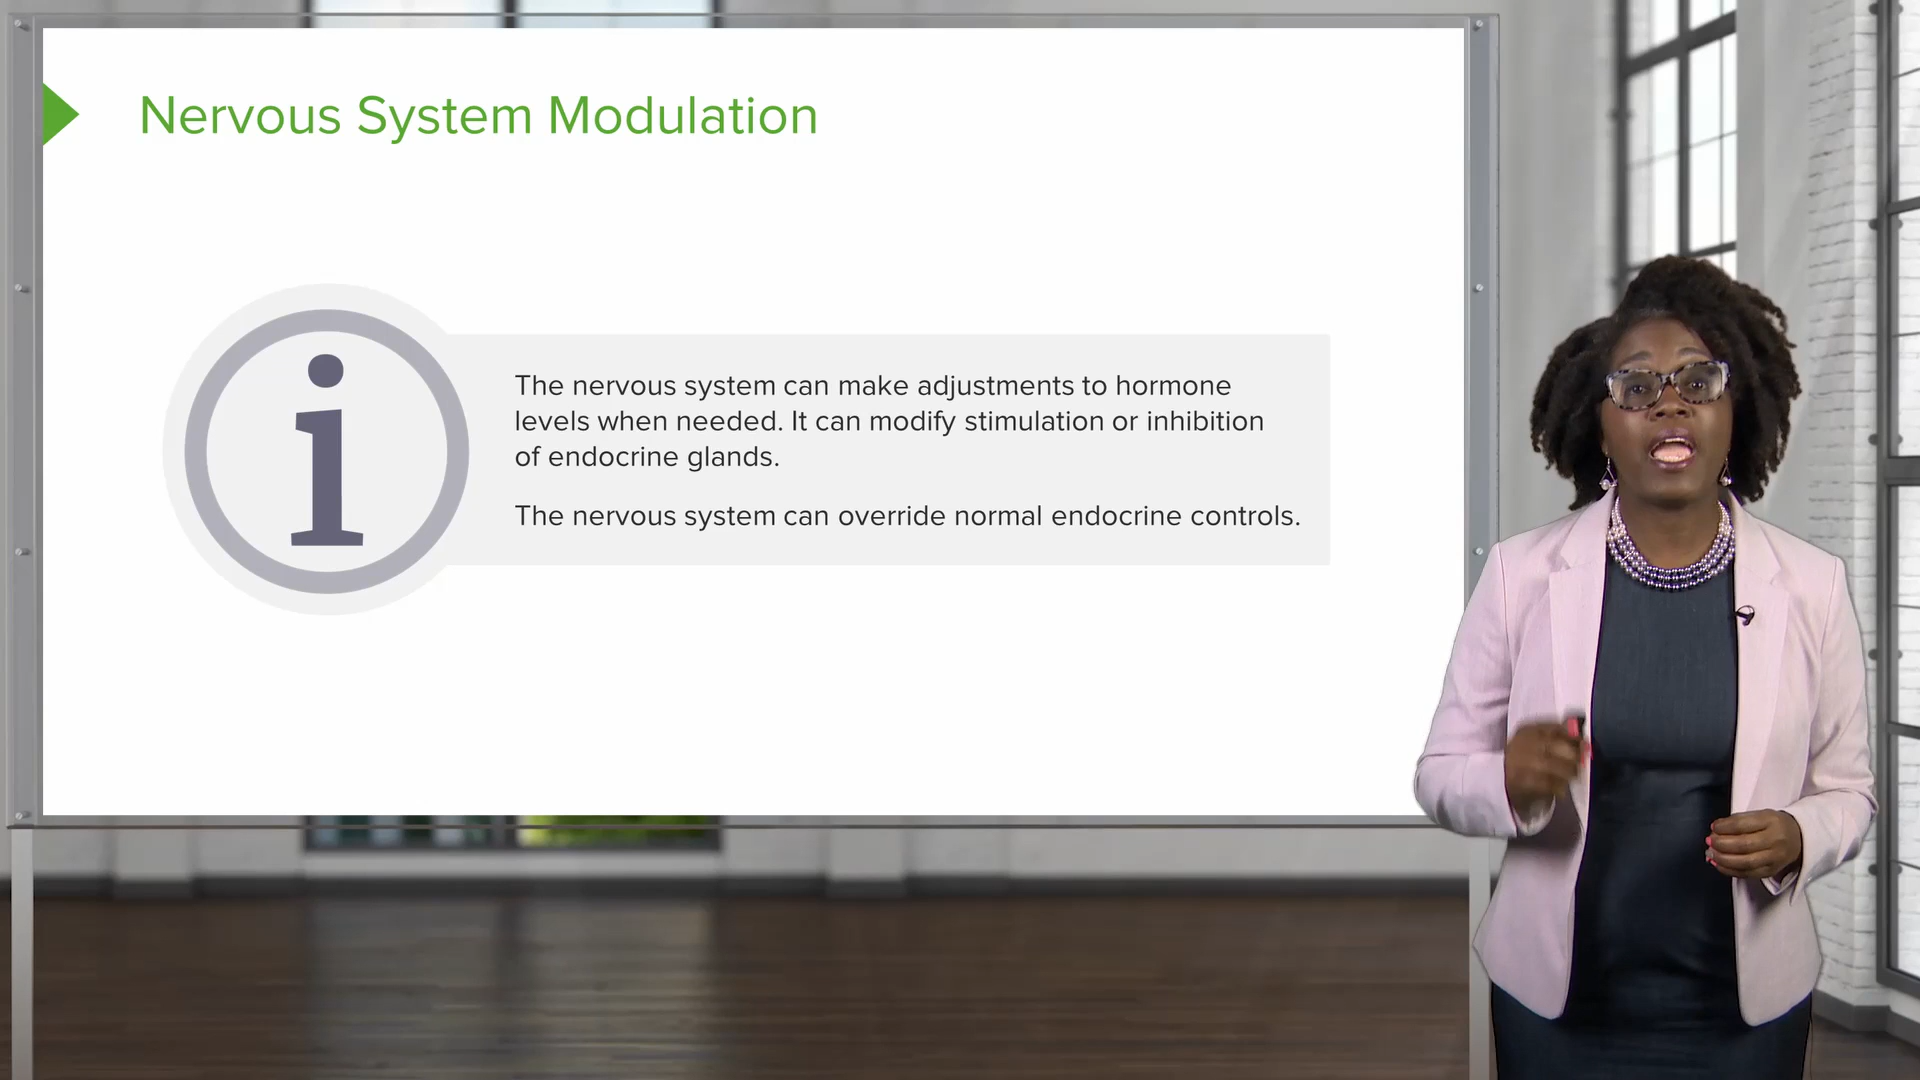 Nervous System Modulation
The nervous system can make adjustments to hormone
levels when needed. It can modify stimulation or inhibition
of endocrine glands.
The nervous system can override normal endocrine controls.